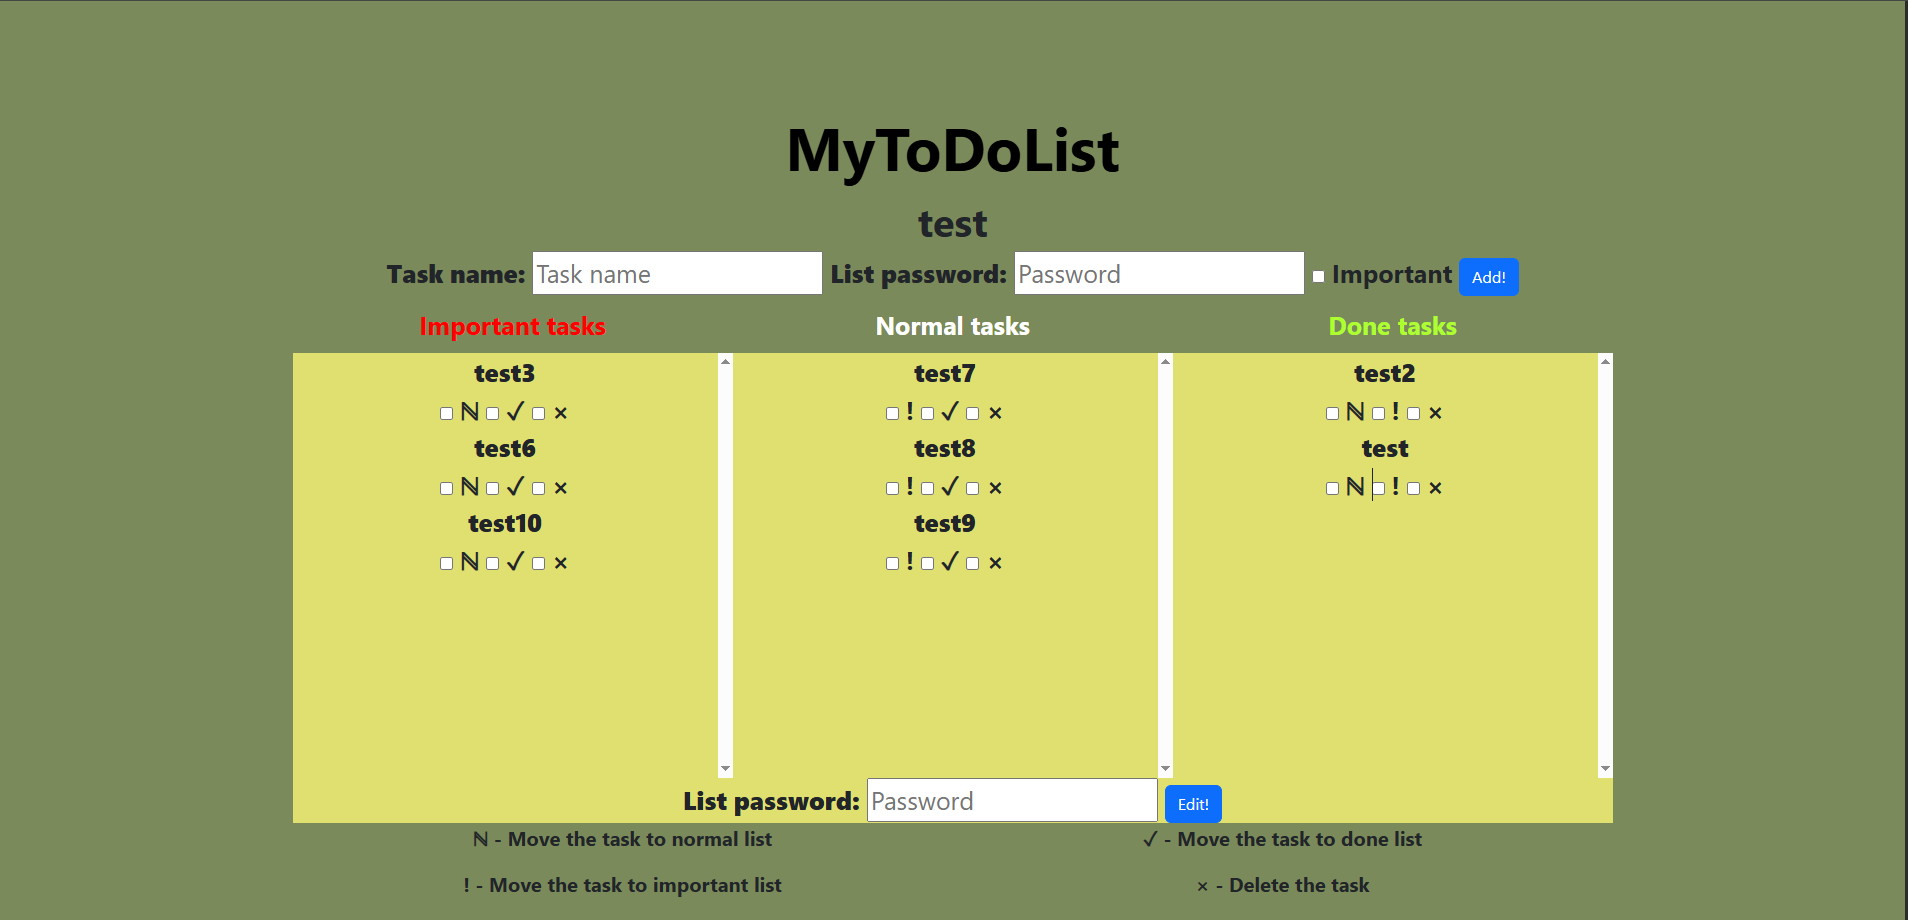 MyToDoList
test
Task name: Task name List password: Password Important Add!
Important tasks Normal tasks Done tasks
test3 test7 test2
ℕ ✓ × ! ✓ × ℕ ! ×
test6 test8 test
ℕ ✓ × ! ✓ × ℕ ! ×
test10 test9
ℕ ✓ × ! ✓ ×
List password: Password Edit!
ℕ - Move the task to normal list ✓ - Move the task to done list
! - Move the task to important list × - Delete the task